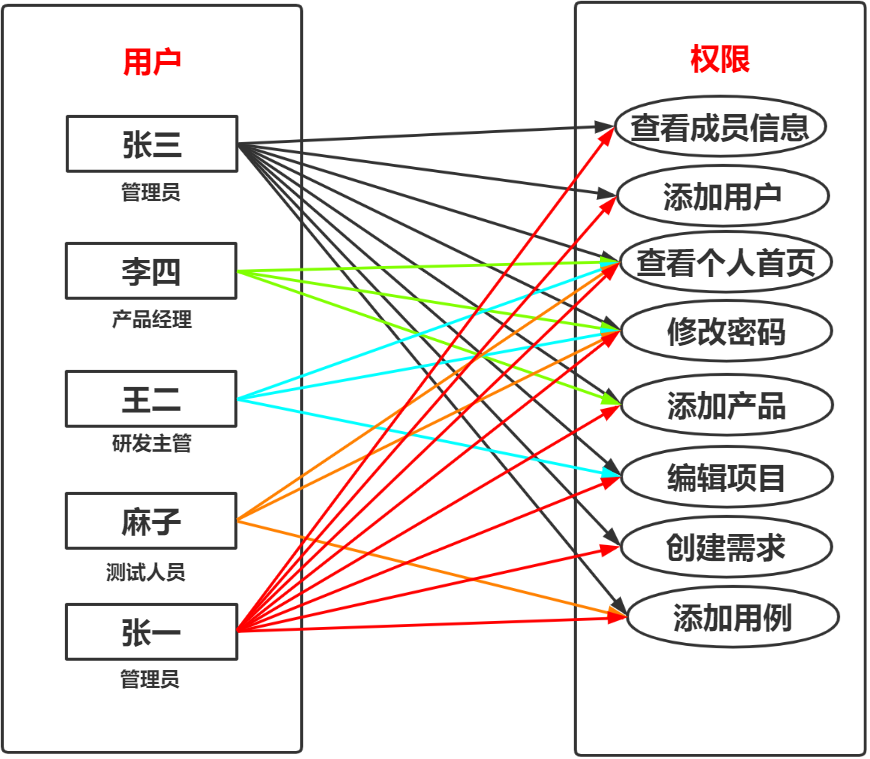 用户
张三
管理员
李四
产品经理
王二
研发主管
麻子
测试人员
张一
管理员
权限
查看成员信息
添加用户
查看个人首页
修改密码
添加产品
编辑项目
创建需求
添加用例